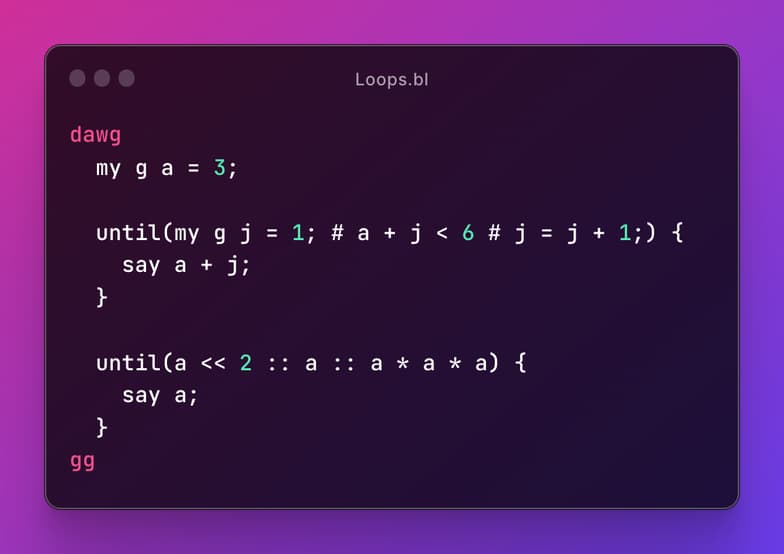 Loops.bl
dawg
my g a = 3;
until(my g j = 1; # a + j < 6 # j = j + 1;) {
say a + j;
}
until(a << 2 :: a :: a * a * a) {
say a;
}
gg